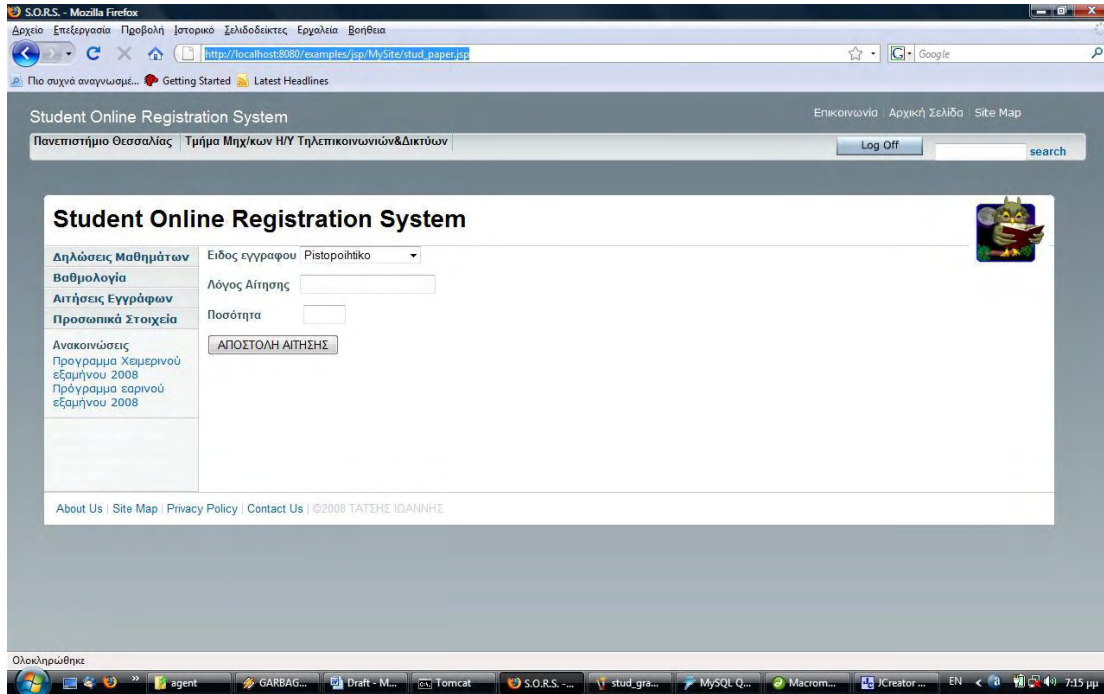 S.O.R.S. - Mozilla Firefox
Αρχείο Επεξεργασία Προβολή Ιστορικό Σελιδοδείκτες Εργαλεία Βοήθεια
http://localhost:8080/examples/jsp/MySite/stud_paper.jsp
G Google
Πιο συχνά αναγνωσμέ... Getting Started Latest Headlines
Student Online Registration System
Επικοινωνία Αρχική Σελίδα Site Map
Πανεπιστήμιο Θεσσαλίας Τμήμα Μηχ/κων Η/Υ Τηλεπικοινωνιών&Δικτύων
Log Off
search
Student Online Registration System
Δηλώσεις Μαθημάτων
Βαθμολογία
Αιτήσεις Εγγράφων
Προσωπικά Στοιχεία
Ανακοινώσεις
Προγραμμα Χειμερινού
εξαμήνου 2008
Πρόγραμμα εαρινού
εξαμήνου 2008
Ειδος εγγραφου Pistopoihtiko
Λόγος Αίτησης
Ποσότητα
ΑΠΟΣΤΟΛΗ ΑΙΤΗΣΗΣ
About Us | Site Map | Privacy Policy | Contact Us | ©2008 ΤΑΤΣΗΣ ΙΩΑΝΝΗΣ
Ολοκληρώθηκε
agent GARBAG... Draft - M... Tomcat S.O.R.S. -... stud_gra... MySQL Q... Macrom... JCreator ... EN 7:15 μμ